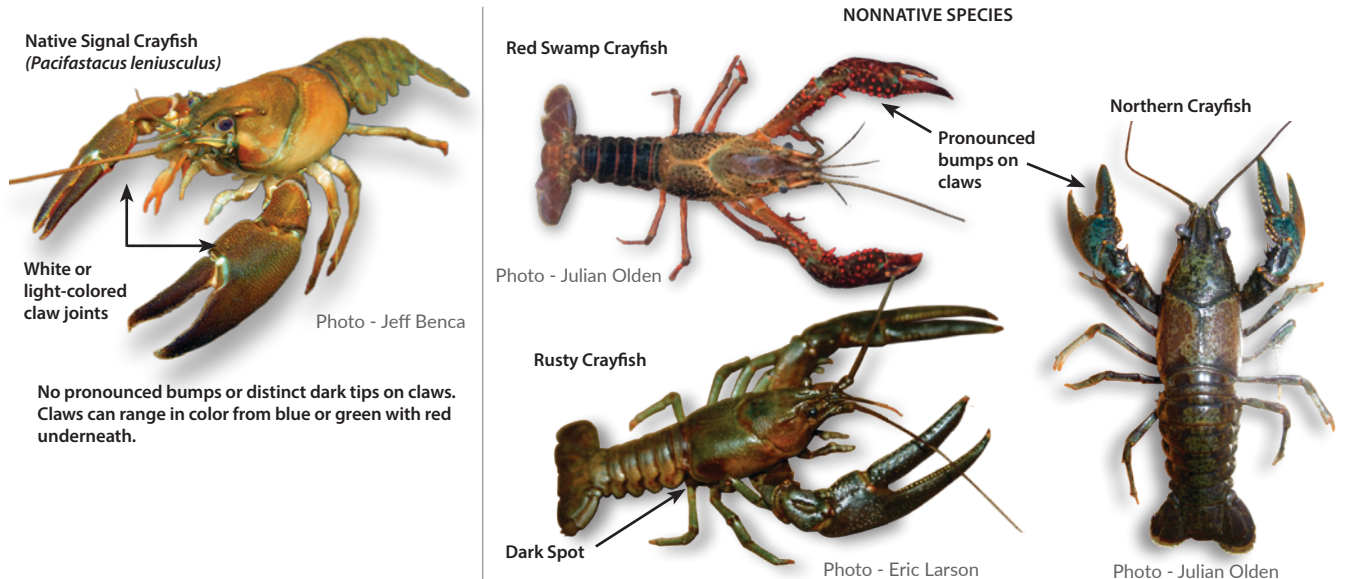 Native Signal Crayfish
(Pacifastacus leniusculus)
White or
light-colored
claw joints
Photo - Jeff Benca
No pronounced bumps or distinct dark tips on claws.
Claws can range in color from blue or green with red
underneath.
NONNATIVE SPECIES
Red Swamp Crayfish
Photo - Julian Olden
Pronounced
bumps on
claws
Northern Crayfish
Rusty Crayfish
Dark Spot
Photo - Eric Larson
Photo - Julian Olden